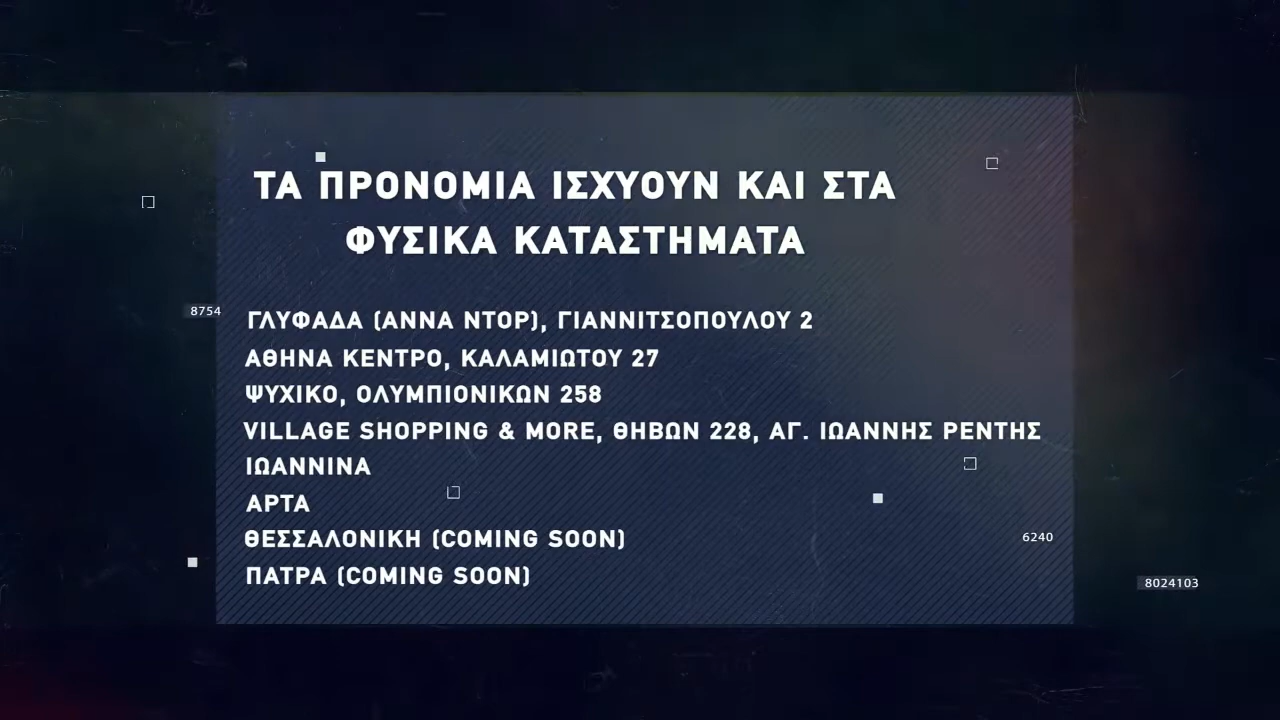 ΤΑ ΠΡΟΝΟΜΙΑ ΙΣΧΥΟΥΝ ΚΑΙ ΣΤΑ
ΦΥΣΙΚΑ ΚΑΤΑΣΤΗΜΑΤΑ
8754
ΓΛΥΦΑΔΑ (ΑΝΝΑ ΝΤΟΡ), ΓΙΑΝΝΙΤΣΟΠΟΥΛΟΥ 2
ΑΘΗΝΑ ΚΕΝΤΡΟ, ΚΑΛΑΜΙΩΤΟΥ 27
ΨΥΧΙΚΟ, ΟΛΥΜΠΙΟΝΙΚΩΝ 258
VILLAGE SHOPPING & MORE, ΘΗΒΩΝ 228, ΑΓ. ΙΩΑΝΝΗΣ ΡΕΝΤΗΣ
ΙΩΑΝΝΙΝΑ
ΑΡΤΑ
ΘΕΣΣΑΛΟΝΙΚΗ (COMING SOON)
6240
ΠΑΤΡΑ (COMING SOON)
8024103